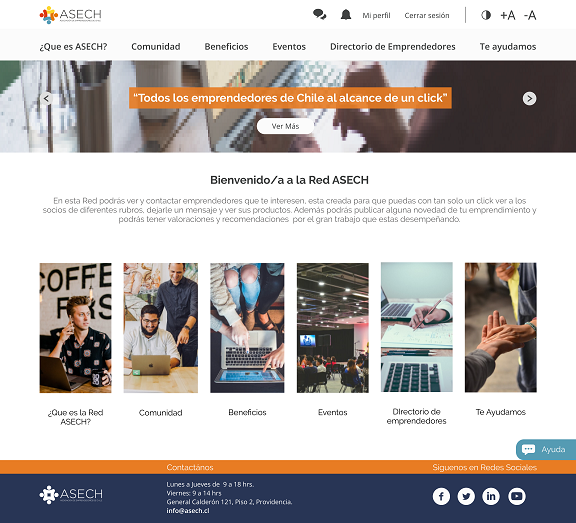 ASECH
Mi perfil
Cerrar sesión
+A
-A
¿Que es ASECH?
Comunidad
Beneficios
Eventos
Directorio de Emprendedores
Te ayudamos
“Todos los emprendedores de Chile al alcance de un click”
Ver Más
Bienvenido/a a la Red ASECH
En esta Red podrás ver y contactar emprendedores que te interesen, esta creada para que puedas con tan solo un click ver a los
socios de diferentes rubros, dejarle un mensaje y ver sus productos. Además podrás publicar alguna novedad de tu emprendimiento y
podrás tener valoraciones y recomendaciones por el gran trabajo que estas desempeñando.
COFFEE
¿Que es la Red
ASECH?
Comunidad
Beneficios
Eventos
Directorio de
emprendedores
Te Ayudamos
Ayuda
Contactános
Siguenos en Redes Sociales
ASECH
Lunes a Jueves de 9 a 18 hrs.
Viernes: 9 a 14 hrs
General Calderón 121, Piso 2, Providencia.
info@asech.cl